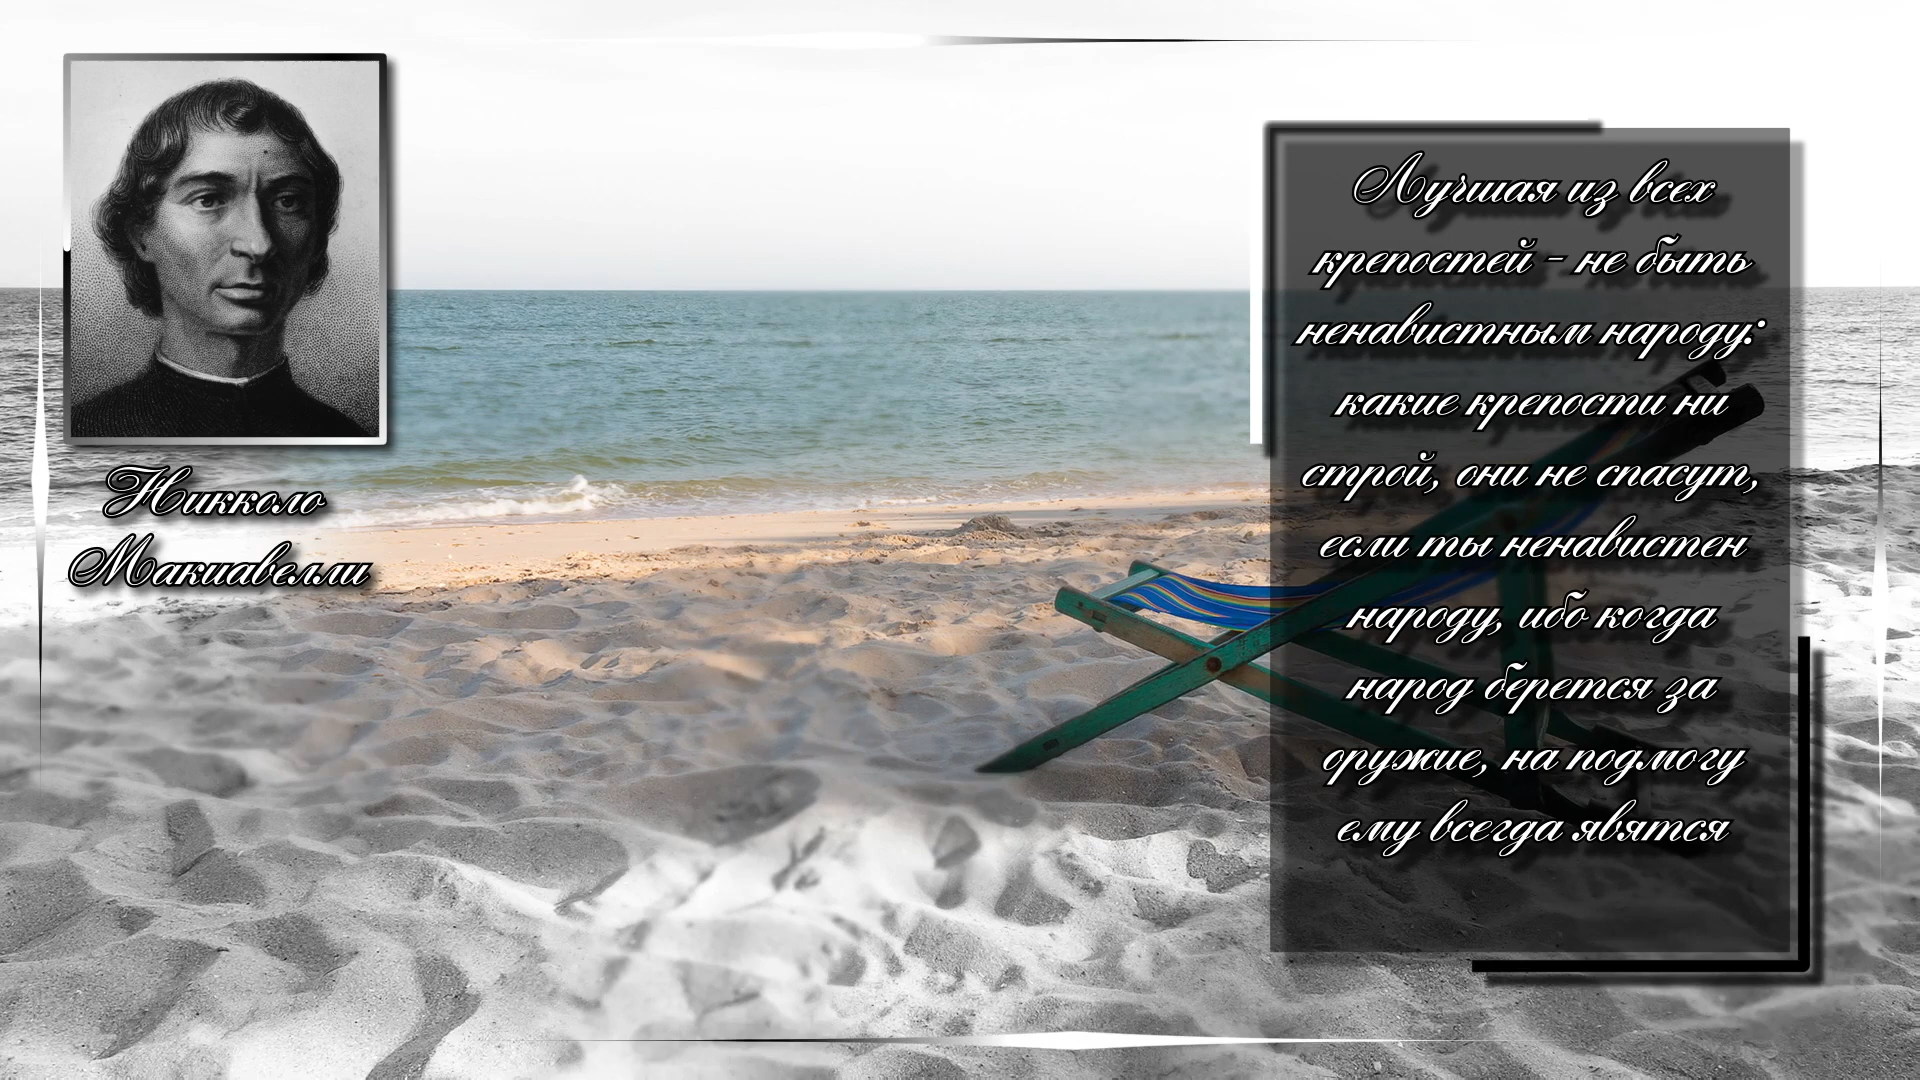 Никколо
Макиавелли
Лучшая из всех
крепостей - не быть
ненавистным народу:
какие крепости ни
строй, они не спасут,
если ты ненавистен
народу, ибо когда
народ берется за
оружие, на подмогу
ему всегда явятся